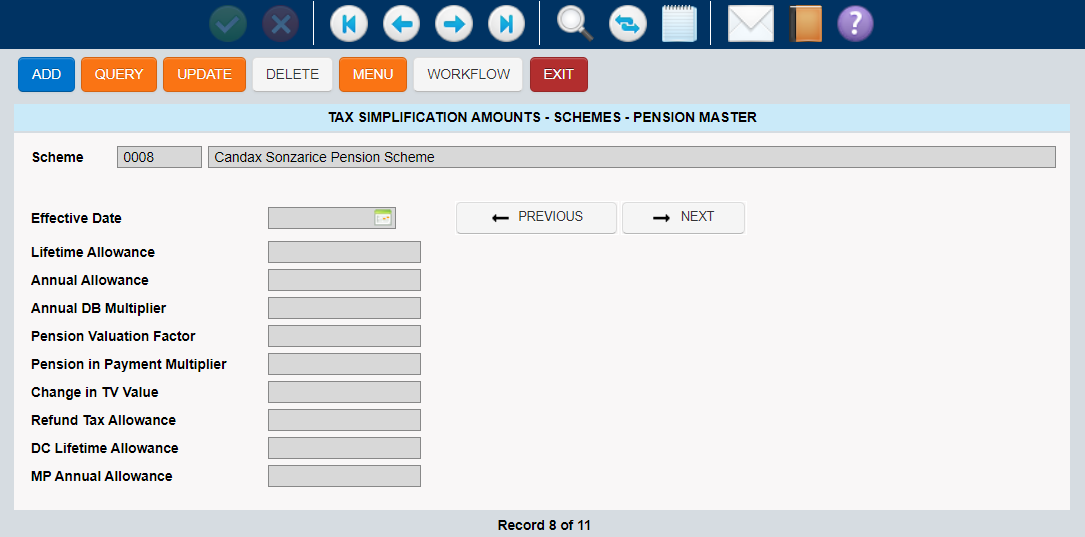 ADD QUERY UPDATE DELETE MENU WORKFLOW EXIT
TAX SIMPLIFICATION AMOUNTS - SCHEMES - PENSION MASTER
Scheme 0008 Candax Sonzarice Pension Scheme
Effective Date PREVIOUS NEXT
Lifetime Allowance
Annual Allowance
Annual DB Multiplier
Pension Valuation Factor
Pension in Payment Multiplier
Change in TV Value
Refund Tax Allowance
DC Lifetime Allowance
MP Annual Allowance
Record 8 of 11